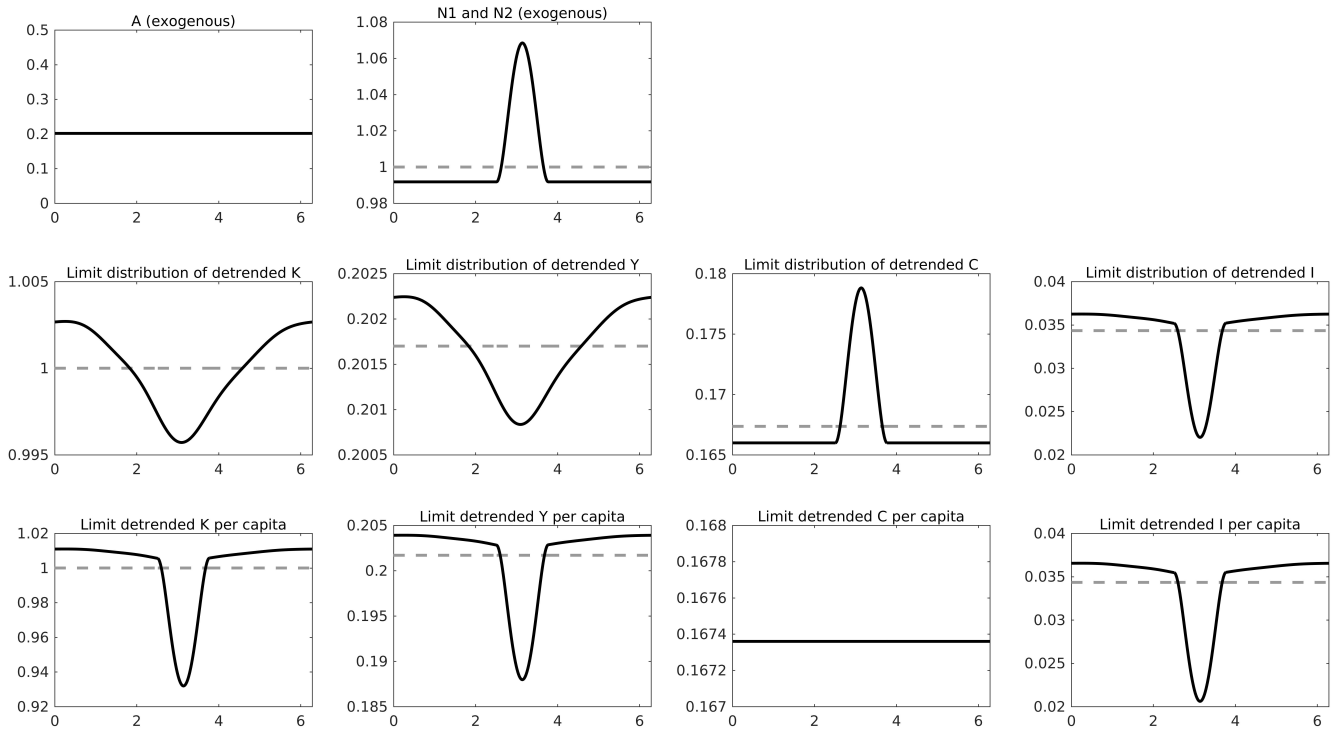 A (exogenous)
0.5
0.4
0.3
0.2
0.1
0
0 2 4 6
N1 and N2 (exogenous)
1.08
1.06
1.04
1.02
1
0.98
0 2 4 6
Limit distribution of detrended K
1.005
1
0.995
0 2 4 6
Limit distribution of detrended Y
0.2025
0.202
0.2015
0.201
0.2005
0 2 4 6
Limit distribution of detrended C
0.18
0.175
0.17
0.165
0 2 4 6
Limit distribution of detrended I
0.04
0.035
0.03
0.025
0.02
0 2 4 6
Limit detrended K per capita
1.02
1
0.98
0.96
0.94
0.92
0 2 4 6
Limit detrended Y per capita
0.205
0.2
0.195
0.19
0.185
0 2 4 6
Limit detrended C per capita
0.168
0.1678
0.1676
0.1674
0.1672
0.167
0 2 4 6
Limit detrended I per capita
0.04
0.035
0.03
0.025
0.02
0 2 4 6